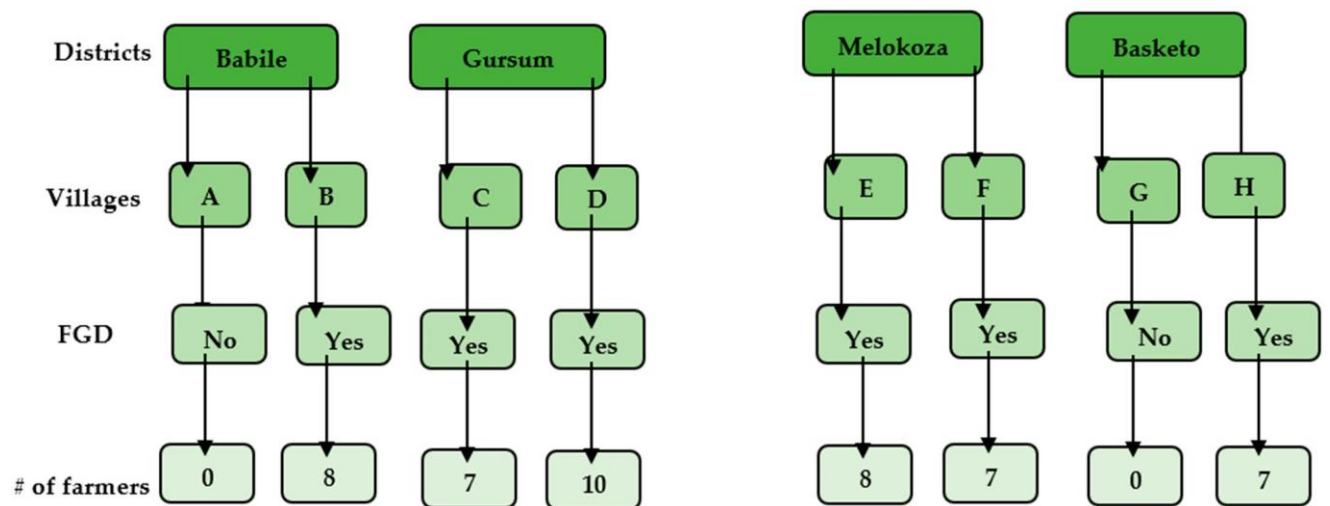 Districts Babile Gursum Melokoza Basketo
Villages A B C D E F G H
FGD No Yes Yes Yes Yes Yes No Yes
# of farmers 0 8 7 10 8 7 0 7